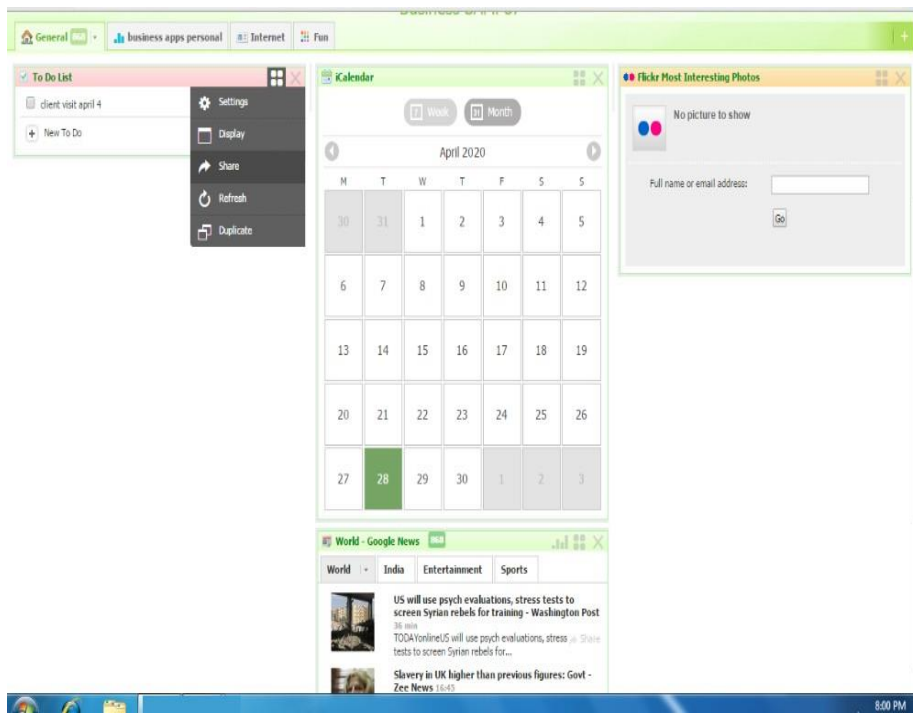 General 868
business apps personal
Internet
Fun
+
To Do List
client visit april 4
+ New To Do
Settings
Display
Share
Refresh
Duplicate
iCalendar
7 Week
31 Month
April 2020
M T W T F S S
30 31 1 2 3 4 5
6 7 8 9 10 11 12
13 14 15 16 17 18 19
20 21 22 23 24 25 26
27 28 29 30 1 2 3
World - Google News 868
World India Entertainment Sports
US will use psych evaluations, stress tests to
screen Syrian rebels for training - Washington Post
36 min
TODAYonlineUS will use psych evaluations, stress Share
tests to screen Syrian rebels for...
Slavery in UK higher than previous figures: Govt -
Zee News 16:45
Flickr Most Interesting Photos
No picture to show
Full name or email address:
Go
8:00 PM